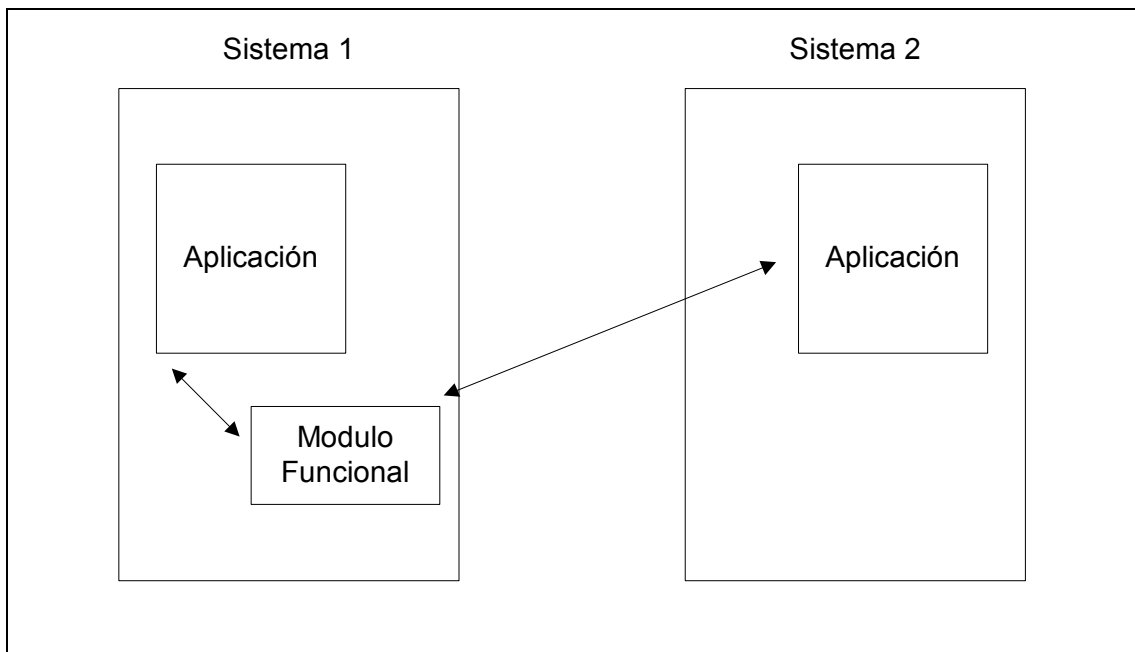 Sistema 1
Sistema 2
Aplicación
Aplicación
Modulo
Funcional